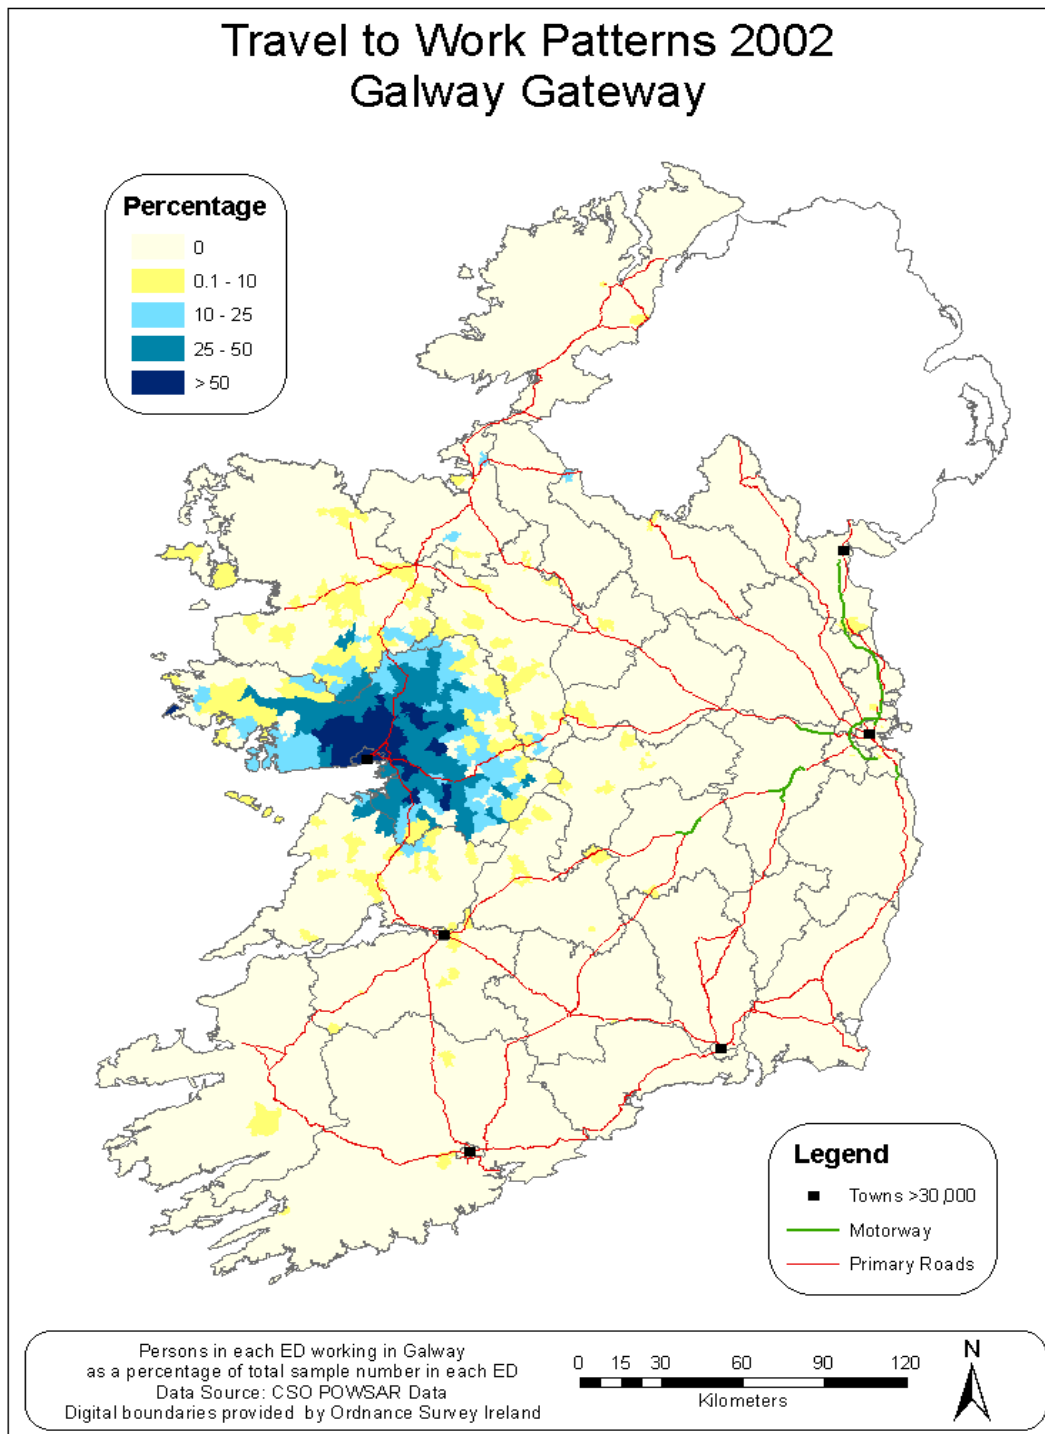 Travel to Work Patterns 2002
Galway Gateway
Percentage
0
0.1 - 10
10 - 25
25 - 50
> 50
Legend
Towns >30,000
Motorway
Primary Roads
Persons in each ED working in Galway
as a percentage of total sample number in each ED
Data Source: CSO POWSAR Data
Digital boundaries provided by Ordnance Survey Ireland
0 15 30 60 90 120
Kilometers
N